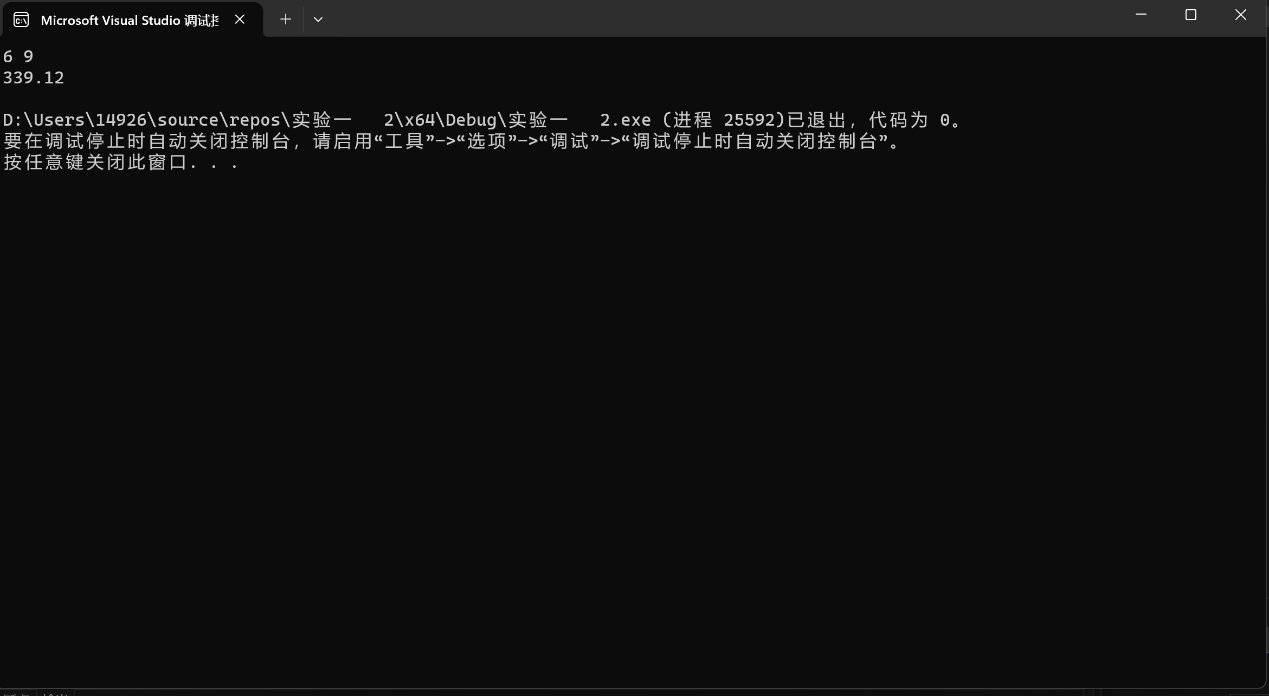 Microsoft Visual Studio 调试
6 9
339.12
D:\Users\14926\source\repos\实验一   2\x64\Debug\实验一   2.exe (进程 25592)已退出，代码为 0。
要在调试停止时自动关闭控制台，请启用“工具”->“选项”->“调试”->“调试停止时自动关闭控制台”。
按任意键关闭此窗口. . .